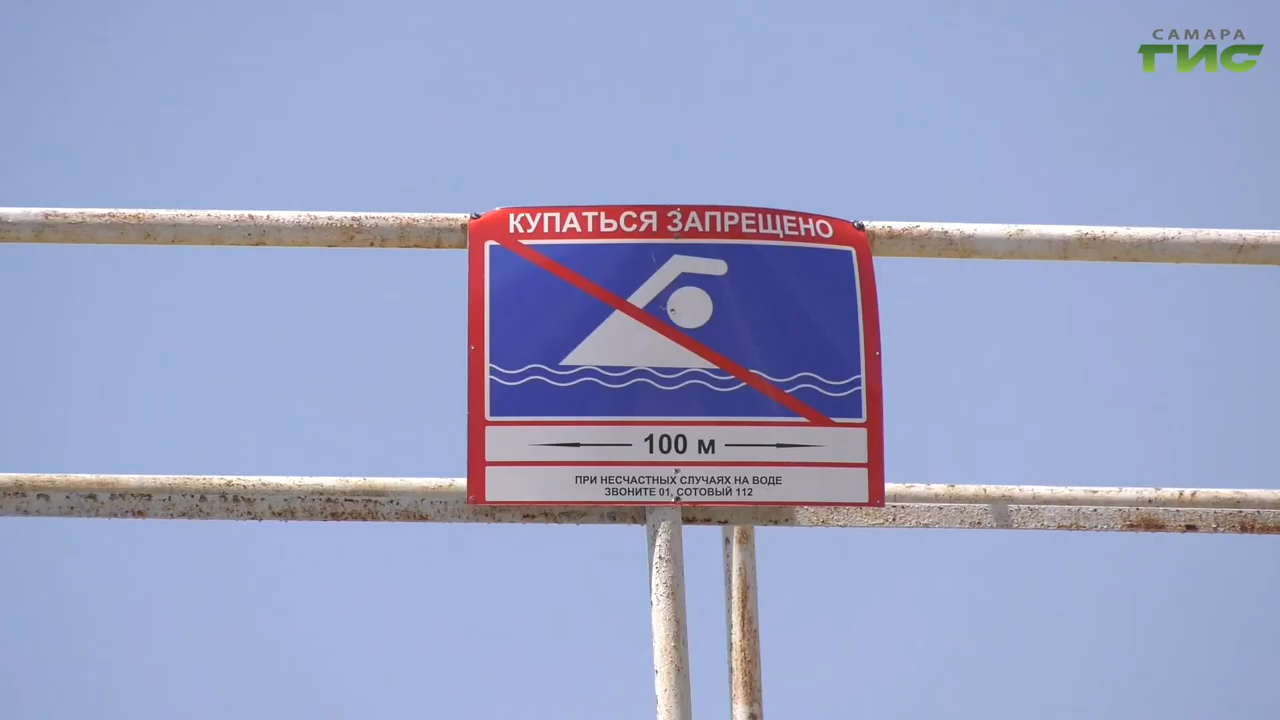 САМАРА
ГИС
КУПАТЬСЯ ЗАПРЕЩЕНО
100 м
ПРИ НЕСЧАСТНЫХ СЛУЧАЯХ НА ВОДЕ
ЗВОНИТЕ 01, СОТОВЫЙ 112